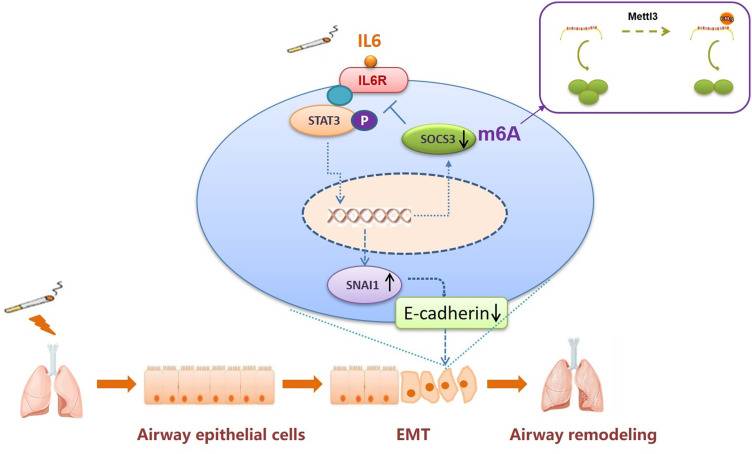 Mettl3
IL6
IL6R
STAT3
P
SOCS3
m6A
SNAI1
E-cadherin
Airway epithelial cells
EMT
Airway remodeling